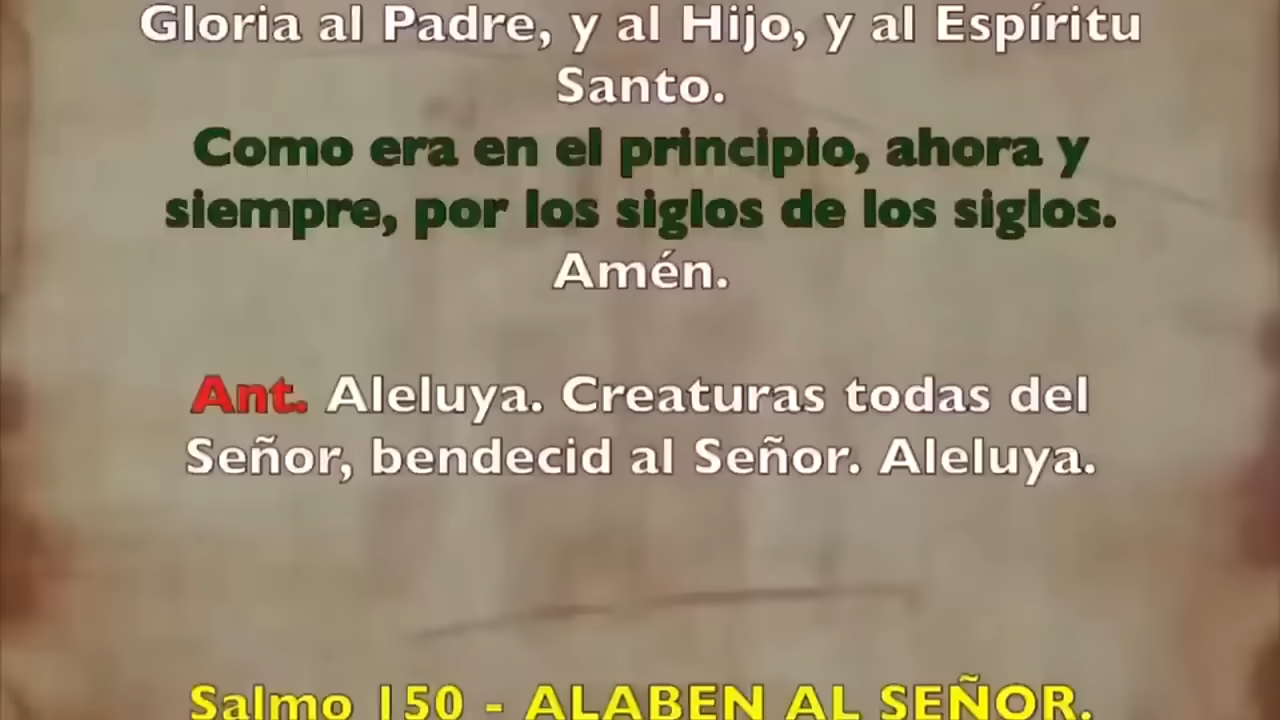 Gloria al Padre, y al Hijo, y al Espíritu
Santo.
Como era en el principio, ahora y
siempre, por los siglos de los siglos.
Amén.
Ant. Aleluya. Creaturas todas del
Señor, bendecid al Señor. Aleluya.
Salmo 150 - ALABEN AL SEÑOR.